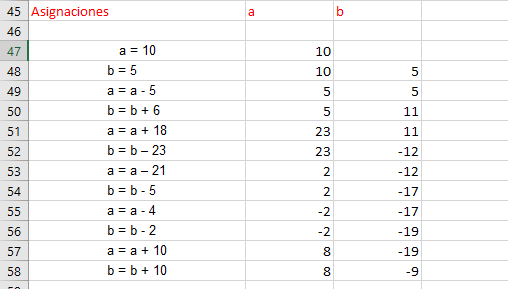 45 Asignaciones a b
46
47 a = 10 10
48 b = 5 10 5
49 a = a - 5 5 5
50 b = b + 6 5 11
51 a = a + 18 23 11
52 b = b – 23 23 -12
53 a = a – 21 2 -12
54 b = b - 5 2 -17
55 a = a - 4 -2 -17
56 b = b - 2 -2 -19
57 a = a + 10 8 -19
58 b = b + 10 8 -9